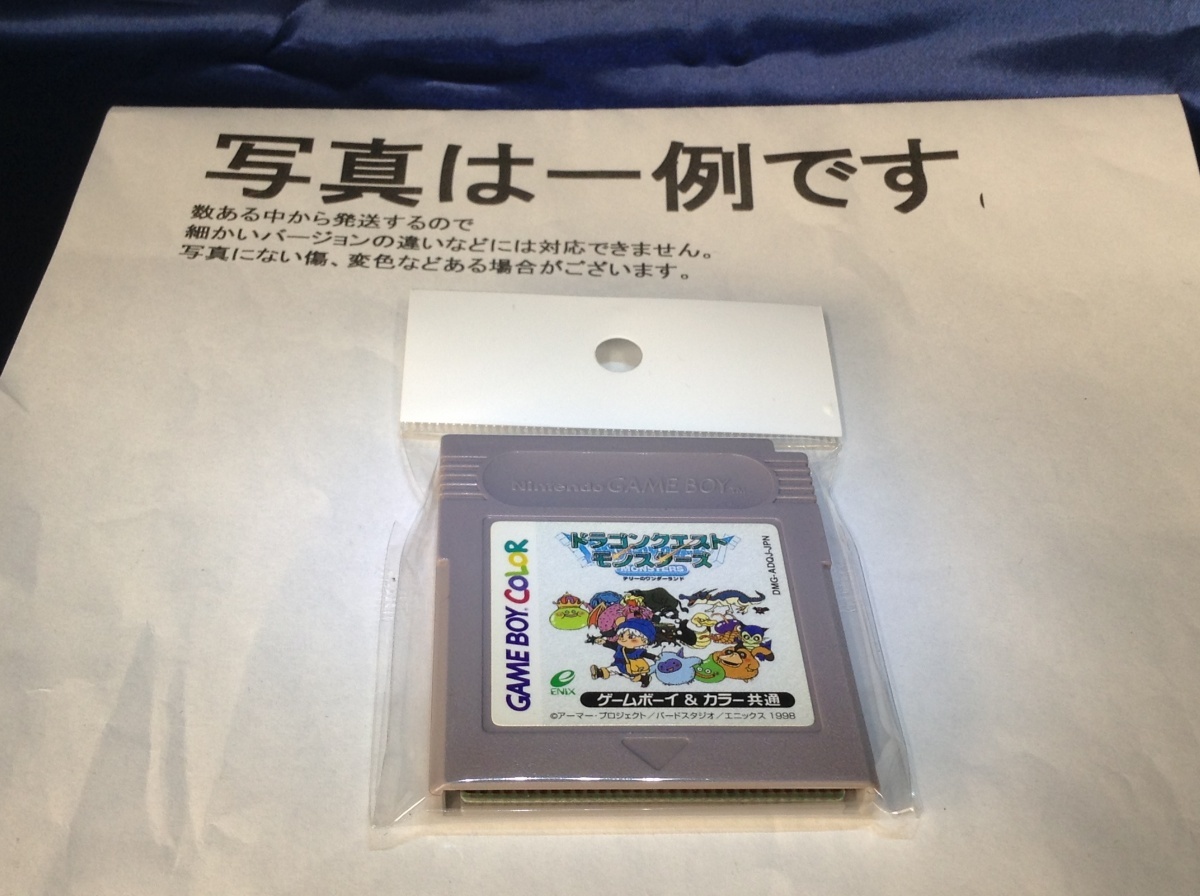 写真は一例です
数ある中から発送するので
細かいバージョンの違いなどには対応できません。
写真にない傷、変色などある場合がございます。
Nintendo GAME BOY™
GAME BOY COLOR
ドラゴンクエスト
モンスターズ
MONSTERS
テリーのワンダーランド
DMG-ADQJ-JPN
ENIX
ゲームボーイ & カラー共通
©アーマー・プロジェクト/バードスタジオ/エニックス 1998